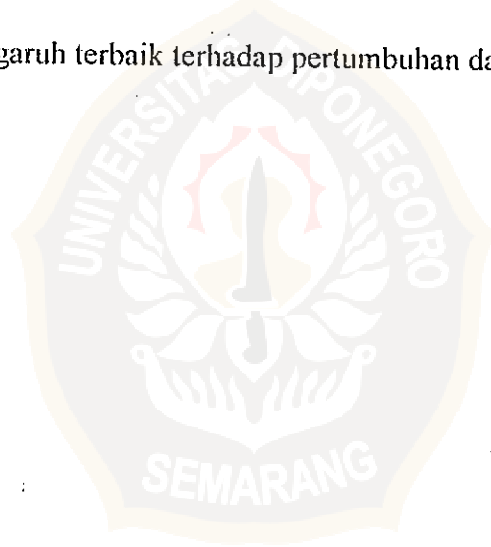 garuh terbaik terhadap pertumbuhan da
UNIVERSITAS DIPONEGORO
SEMARANG